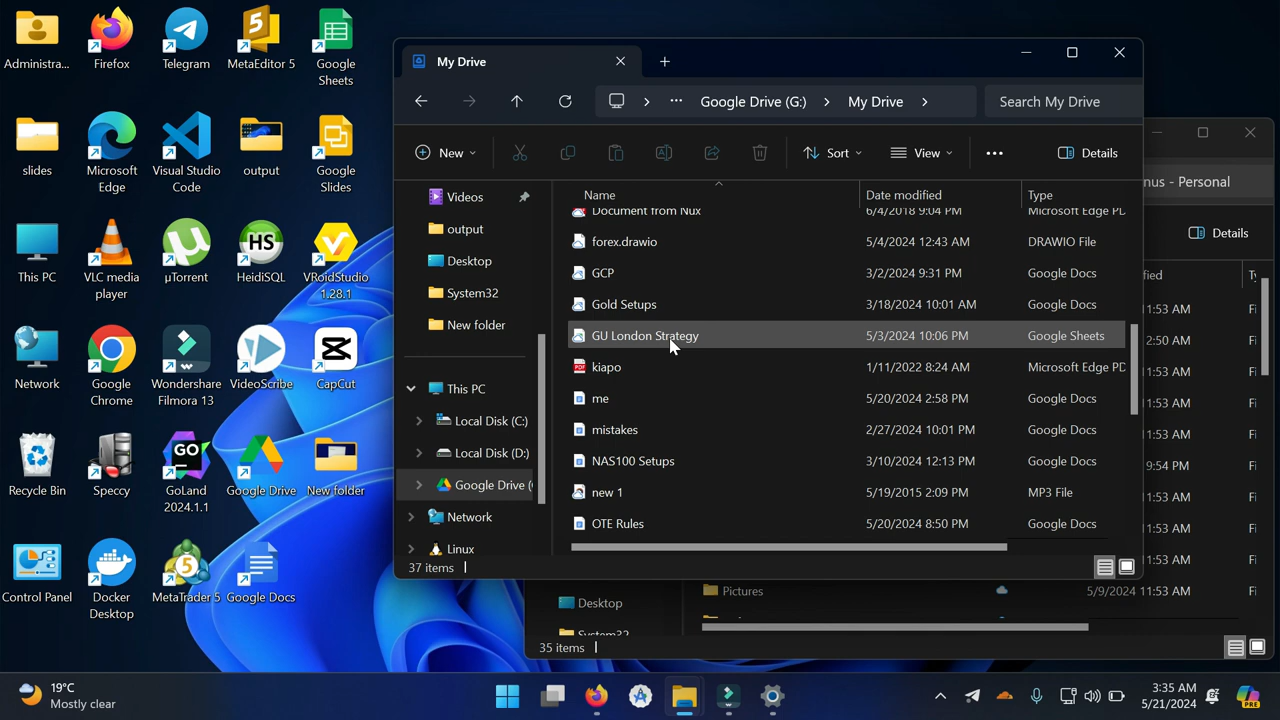 Administra...
Firefox
Telegram
MetaEditor 5
Google
Sheets
slides
Microsoft
Edge
Visual Studio
Code
output
Google
Slides
This PC
VLC media
player
µTorrent
HeidiSQL
VRoidStudio
1.28.1
Network
Google
Chrome
Wondershare
Filmora 13
VideoScribe
CapCut
Recycle Bin
Speccy
GoLand
2024.1.1
Google Drive
New folder
Control Panel
Docker
Desktop
MetaTrader 5
Google Docs
My Drive
Google Drive (G:)
My Drive
Search My Drive
New
Sort
View
Details
Videos
output
Desktop
System32
New folder
This PC
Local Disk (C:)
Local Disk (D:)
Google Drive (
Network
Linux
Name Date modified Type
Document from Nux 6/4/2018 9:04 PM Microsoft Edge PD
forex.drawio 5/4/2024 12:43 AM DRAWIO File
GCP 3/2/2024 9:31 PM Google Docs
Gold Setups 3/18/2024 10:01 AM Google Docs
GU London Strategy 5/3/2024 10:06 PM Google Sheets
kiapo 1/11/2022 8:24 AM Microsoft Edge PD
me 5/20/2024 2:58 PM Google Docs
mistakes 2/27/2024 10:01 PM Google Docs
NAS100 Setups 3/10/2024 12:13 PM Google Docs
new 1 5/19/2015 2:09 PM MP3 File
OTE Rules 5/20/2024 8:50 PM Google Docs
37 items
nus - Personal
Details
fied
:53 AM
2:50 AM
:53 AM
:53 AM
:53 AM
9:54 PM
:53 AM
:53 AM
:53 AM
Pictures 5/9/2024 11:53 AM Fi
Desktop
System32
35 items
19°C
Mostly clear
3:35 AM
5/21/2024
PRE